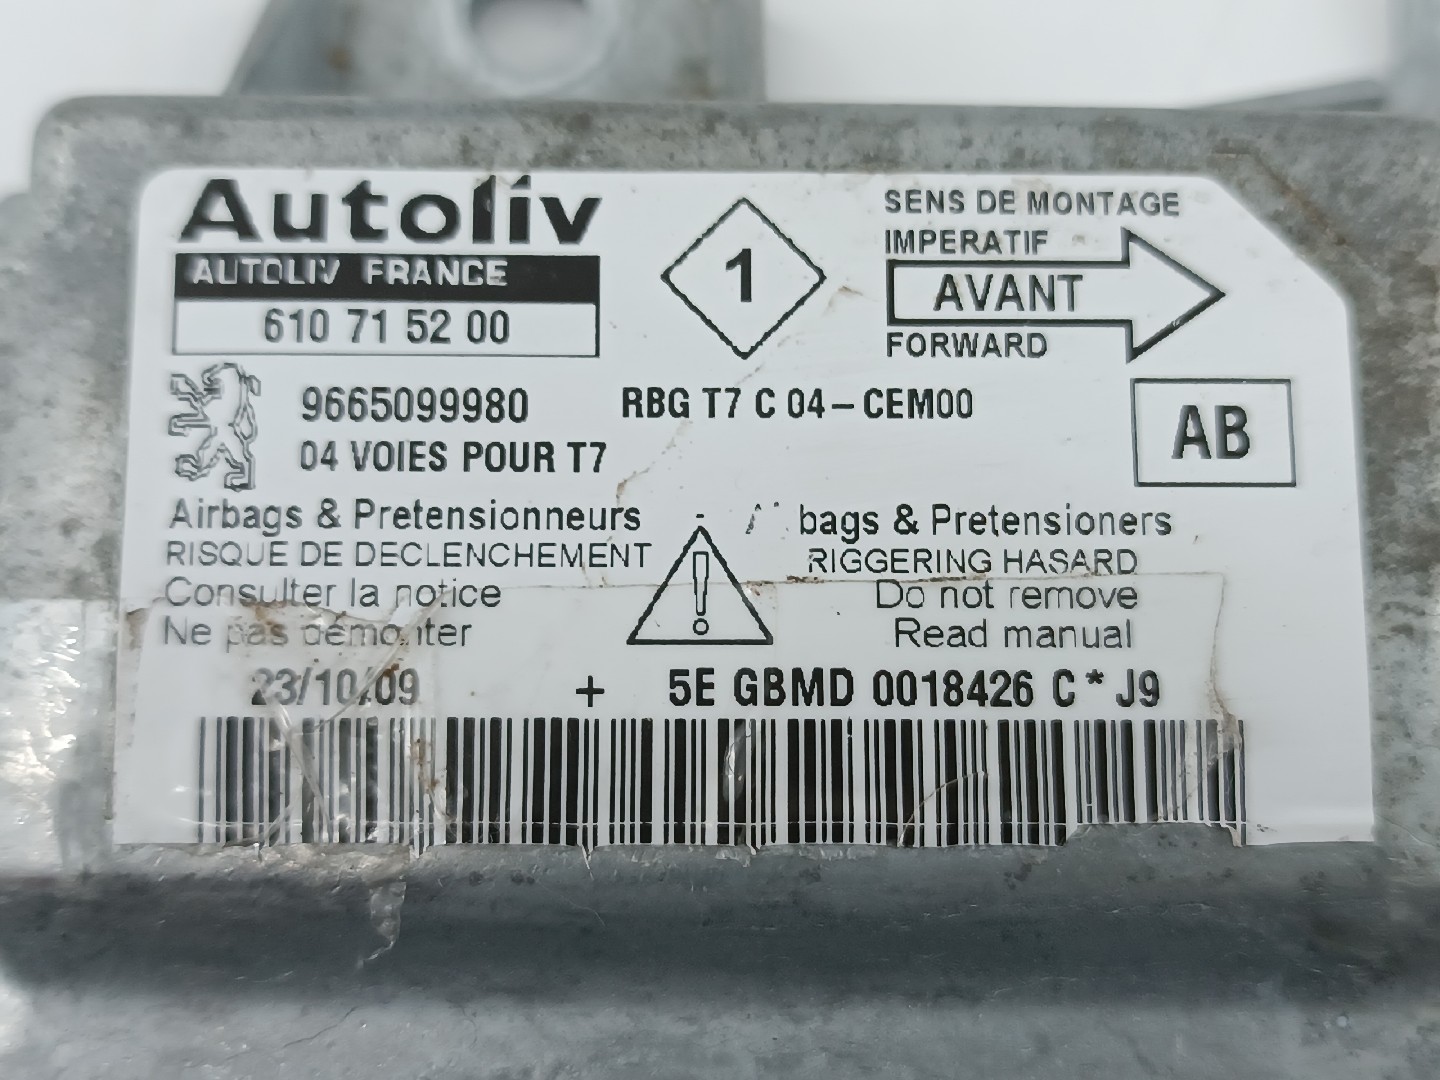 Autoliv
AUTOLIV FRANCE
610 71 52 00
1
SENS DE MONTAGE
IMPERATIF
AVANT
FORWARD
9665099980
RBG T7 C 04-CEM00
04 VOIES POUR T7
AB
Airbags & Pretensionneurs
RISQUE DE DECLENCHEMENT
Consulter la notice
Ne pas démonter
bags & Pretensioners
RIGGERING HASARD
Do not remove
Read manual
23/10/09 + 5E GBMD 0018426 C * J9